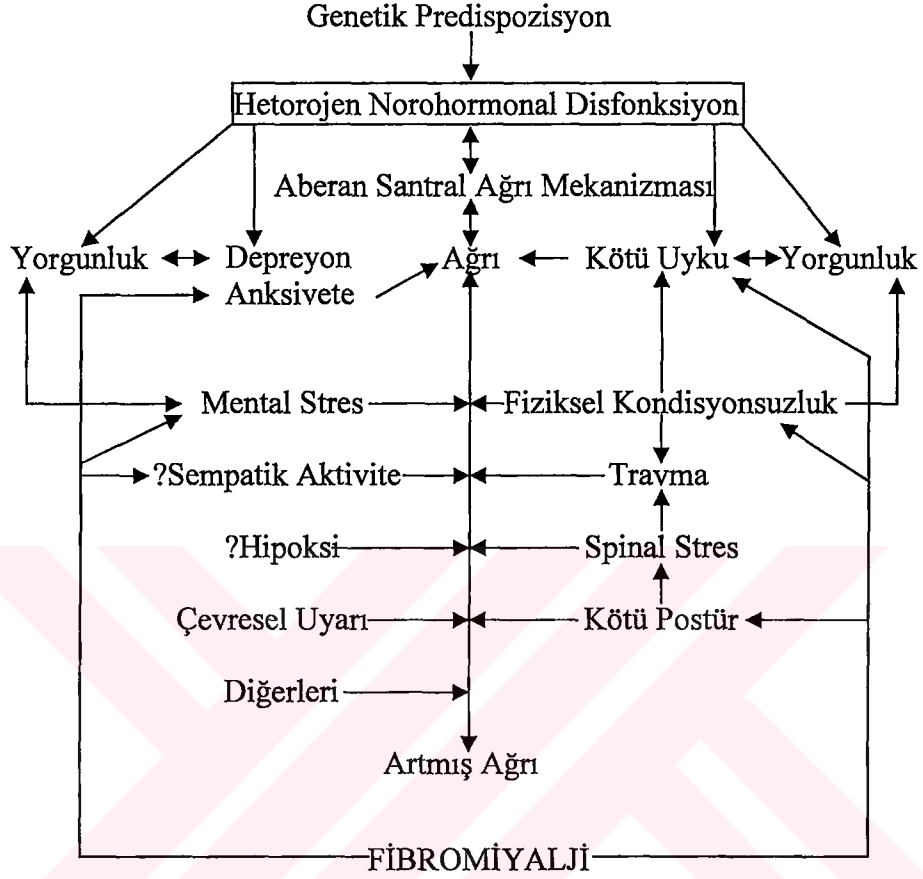 Genetik Predispozisyon
Hetorojen Norohormonal Disfonksiyon
Aberan Santral Ağrı Mekanizması
Yorgunluk Depreyon Ağrı Kötü Uyku Yorgunluk
Anksivete
Mental Stres Fiziksel Kondisyonsuzluk
?Sempatik Aktivite Travma
?Hipoksi Spinal Stres
Çevresel Uyarı Kötü Postür
Diğerleri
Artmış Ağrı
FİBROMİYALJİ